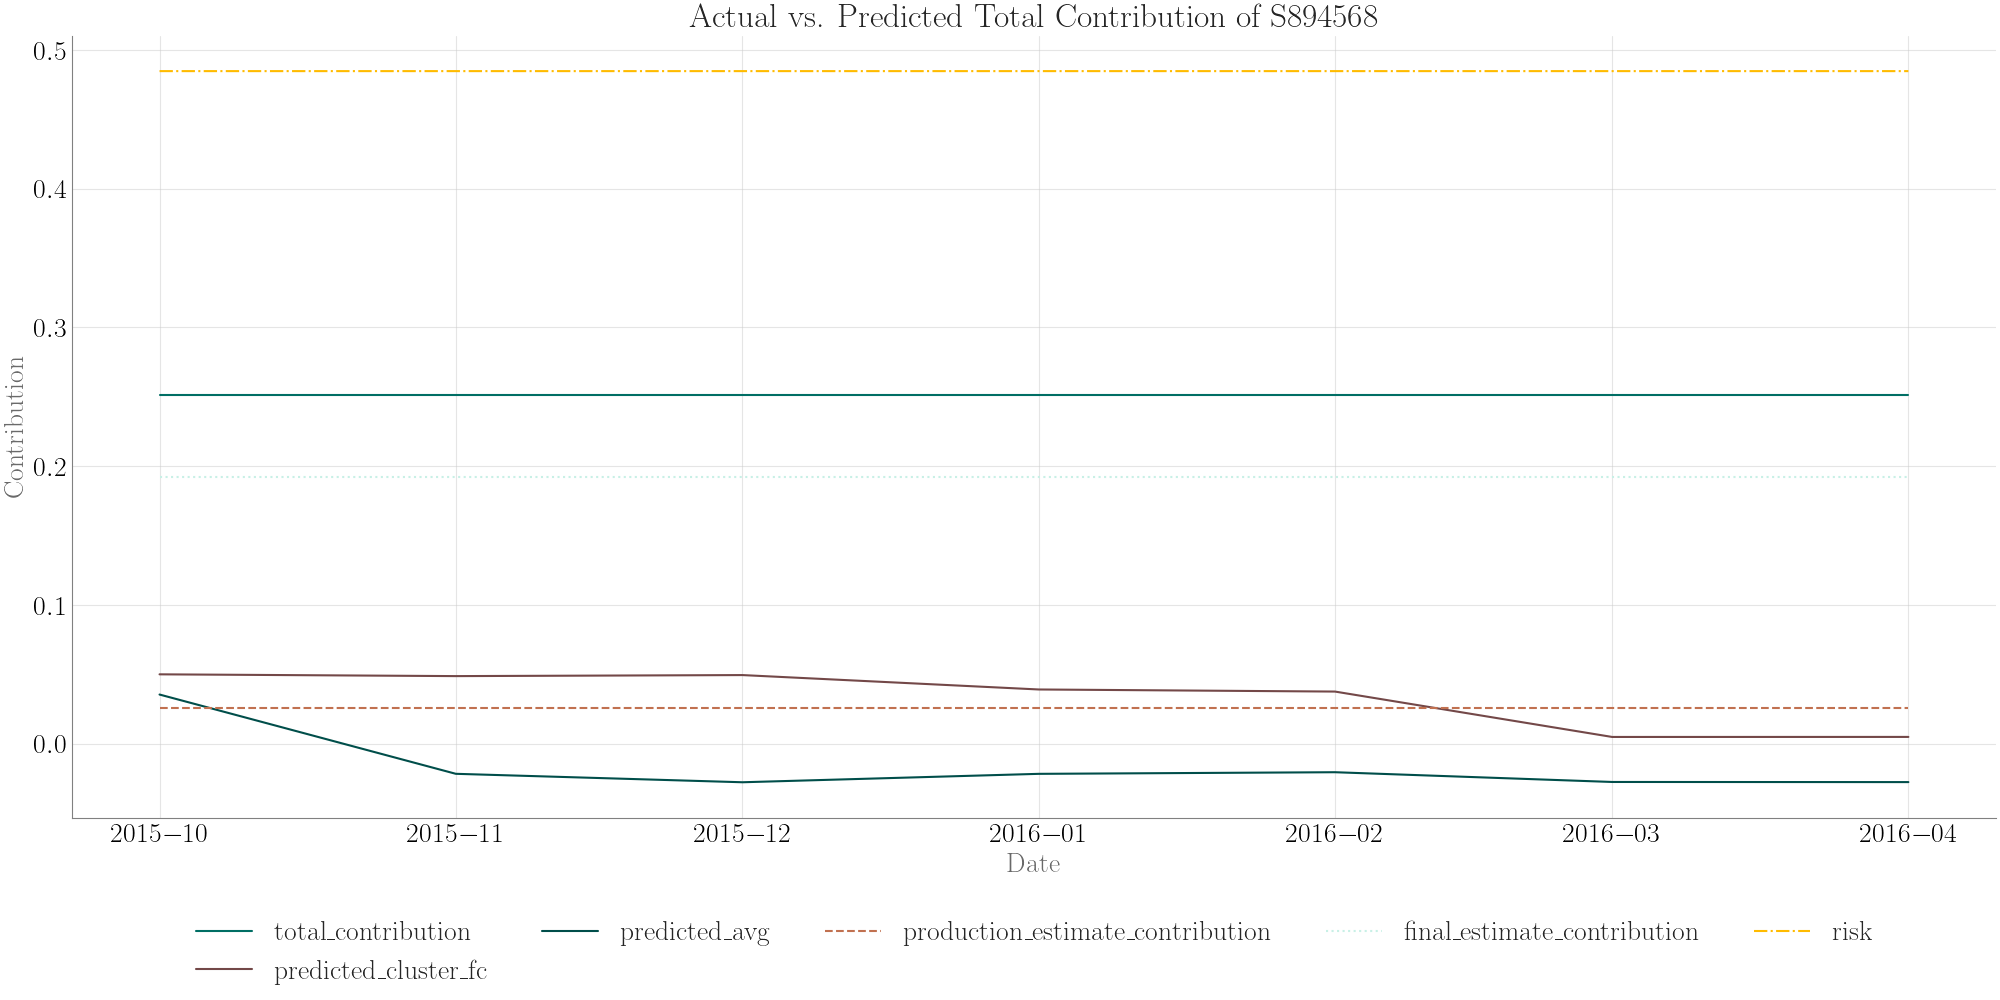 Actual vs. Predicted Total Contribution of S894568
0.5
0.4
0.3
0.2
0.1
0.0
Contribution
2015–10 2015–11 2015–12 2016–01 2016–02 2016–03 2016–04
Date
total_contribution predicted_avg production_estimate_contribution final_estimate_contribution risk
predicted_cluster_fc